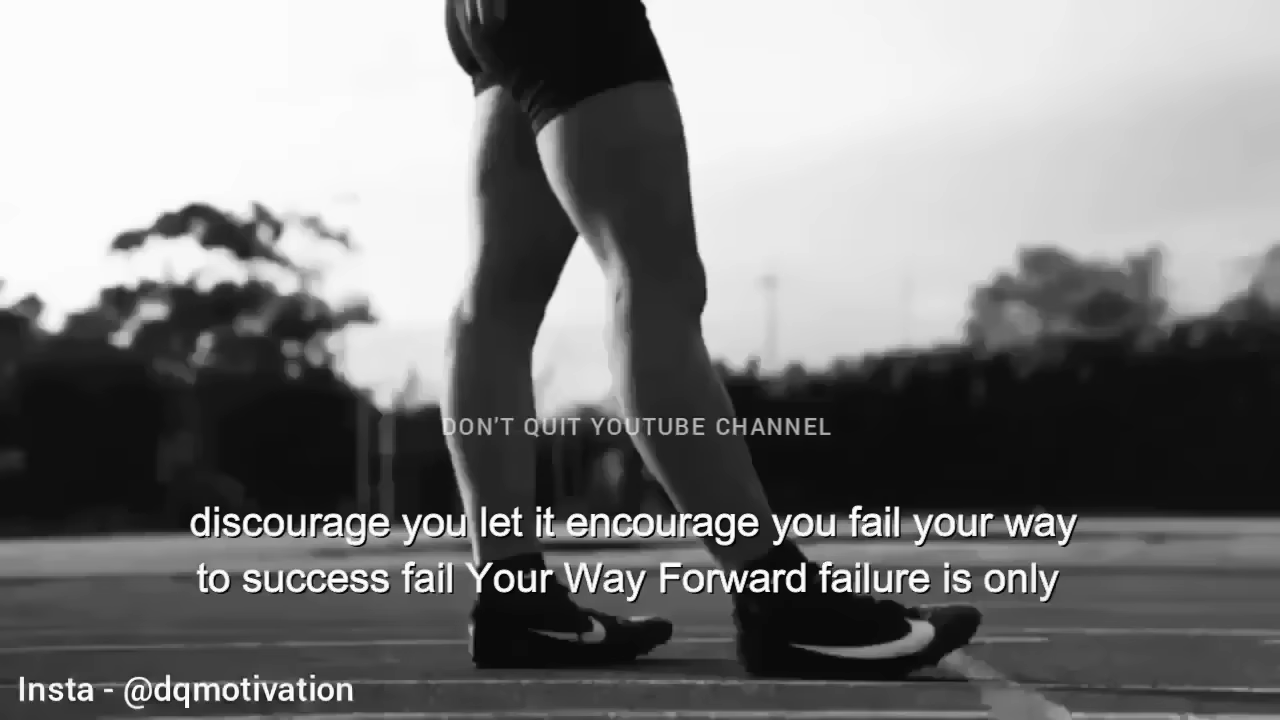 DON'T QUIT YOUTUBE CHANNEL
discourage you let it encourage you fail your way
to success fail Your Way Forward failure is only
Insta - @dqmotivation